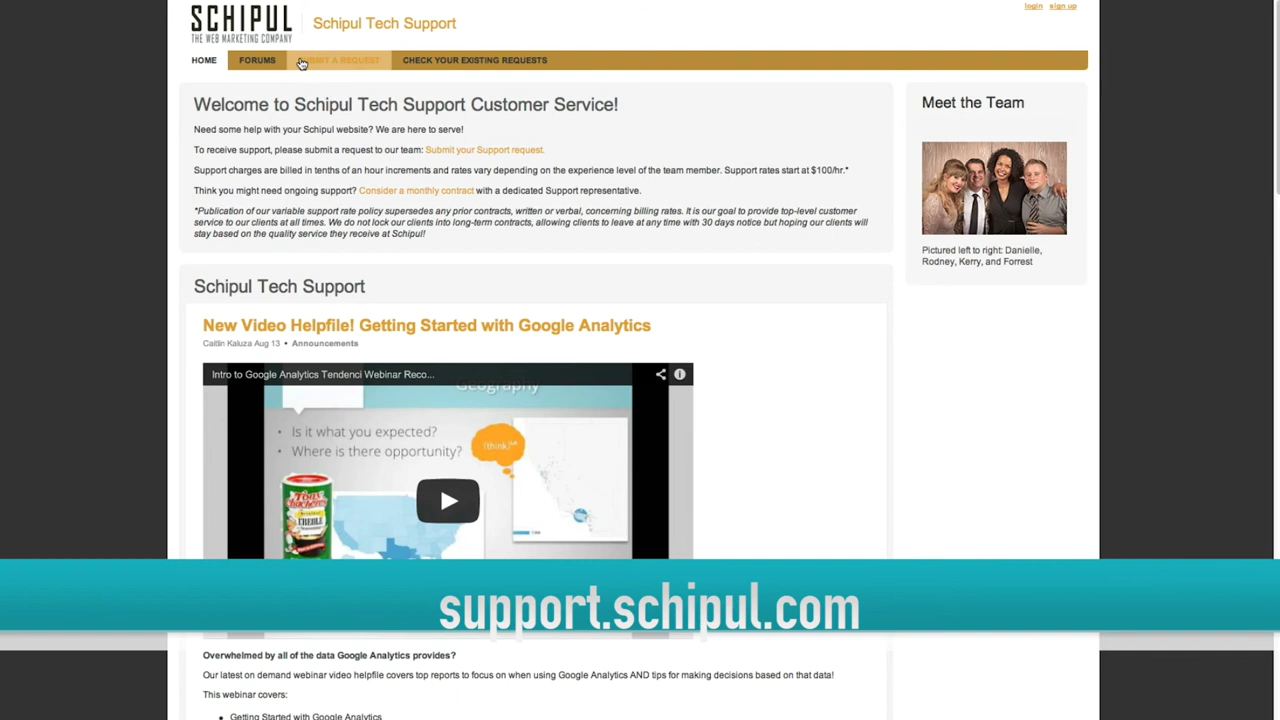 SCHIPUL
THE WEB MARKETING COMPANY
Schipul Tech Support
login sign up
HOME FORUMS SUBMIT A REQUEST CHECK YOUR EXISTING REQUESTS
Welcome to Schipul Tech Support Customer Service!
Need some help with your Schipul website? We are here to serve!
To receive support, please submit a request to our team: Submit your Support request.
Support charges are billed in tenths of an hour increments and rates vary depending on the experience level of the team member. Support rates start at $100/hr.*
Think you might need ongoing support? Consider a monthly contract with a dedicated Support representative.
*Publication of our variable support rate policy supersedes any prior contracts, written or verbal, concerning billing rates. It is our goal to provide top-level customer
service to our clients at all times. We do not lock our clients into long-term contracts, allowing clients to leave at any time with 30 days notice but hoping our clients will
stay based on the quality service they receive at Schipul!
Meet the Team
Pictured left to right: Danielle,
Rodney, Kerry, and Forrest
Schipul Tech Support
New Video Helpfile! Getting Started with Google Analytics
Caitlin Kaluza Aug 13 • Announcements
Intro to Google Analytics Tendenci Webinar Reco...
Geography
• Is it what you expected?
• Where is there opportunity?
(think)
support.schipul.com
Overwhelmed by all of the data Google Analytics provides?
Our latest on demand webinar video helpfile covers top reports to focus on when using Google Analytics AND tips for making decisions based on that data!
This webinar covers:
• Getting Started with Google Analytics